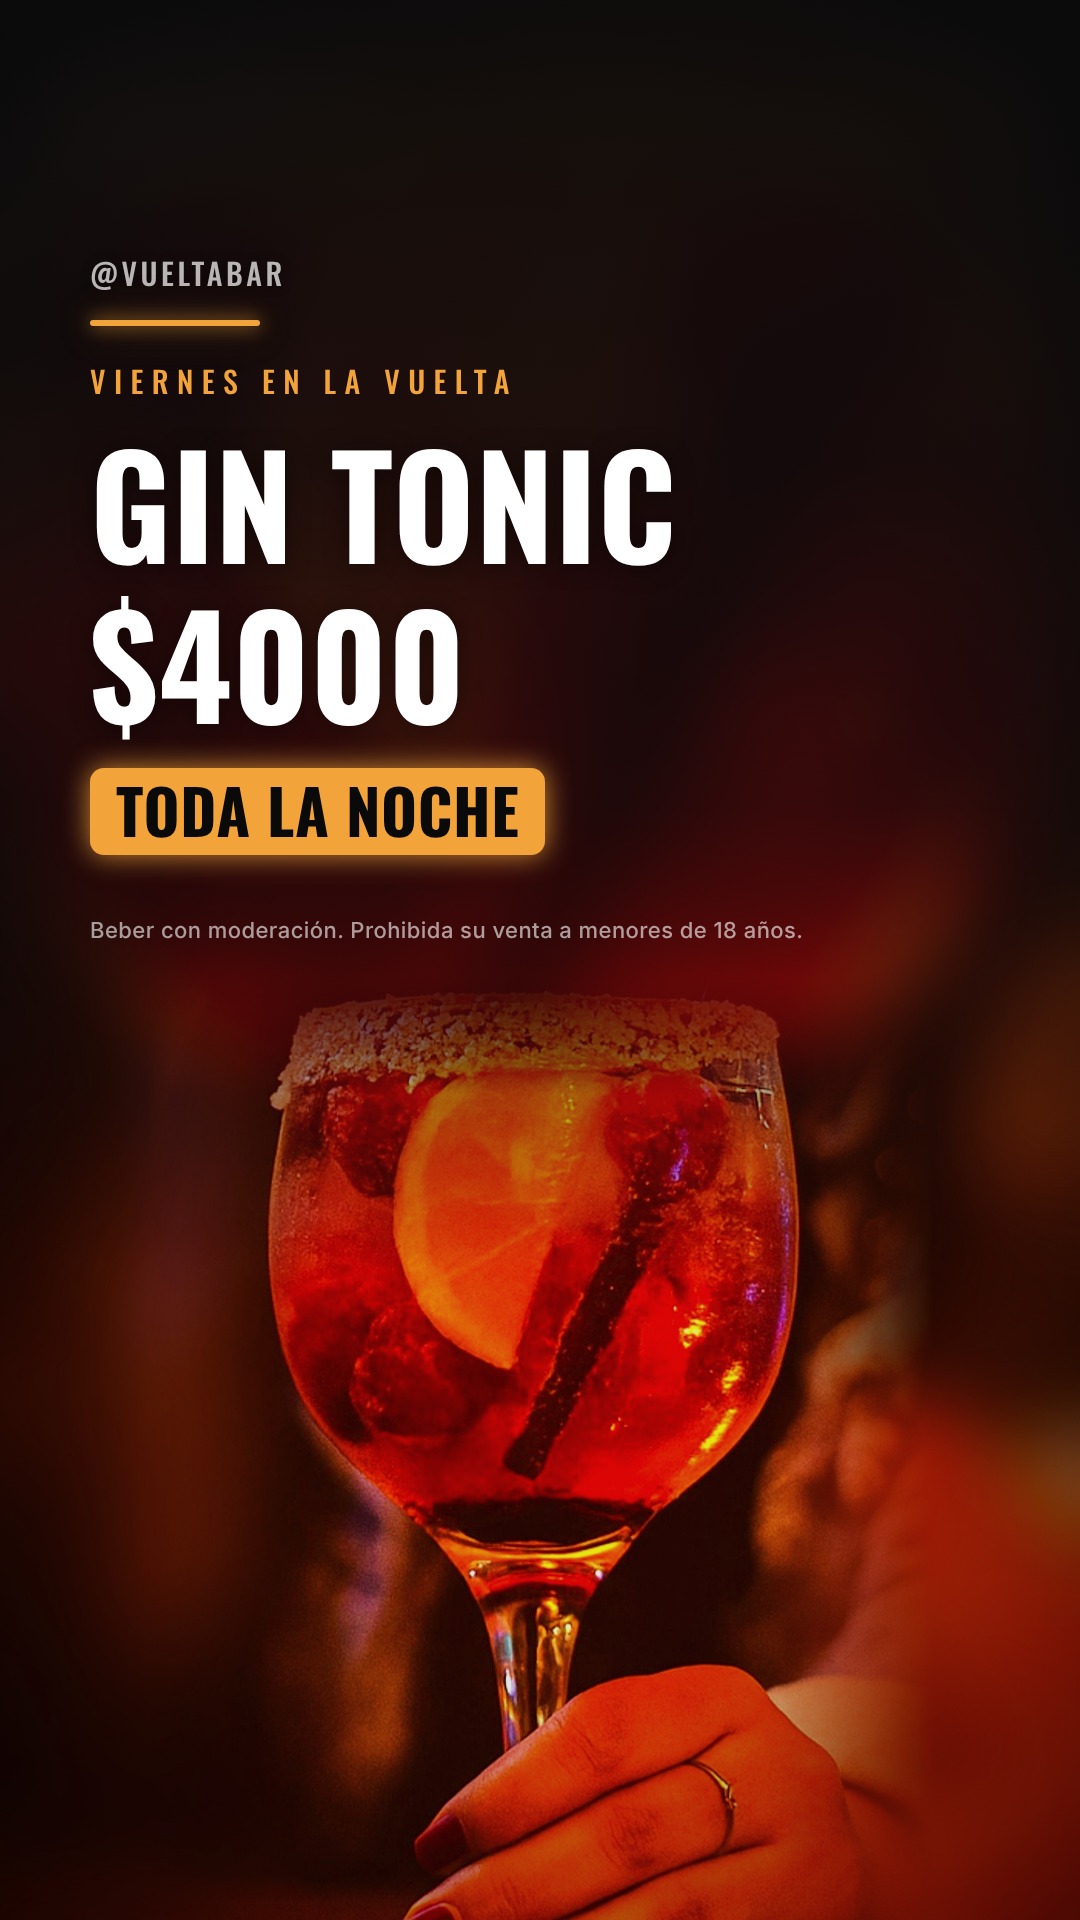 @VUELTABAR
VIERNES EN LA VUELTA
GIN TONIC
$4000
TODA LA NOCHE
Beber con moderación. Prohibida su venta a menores de 18 años.